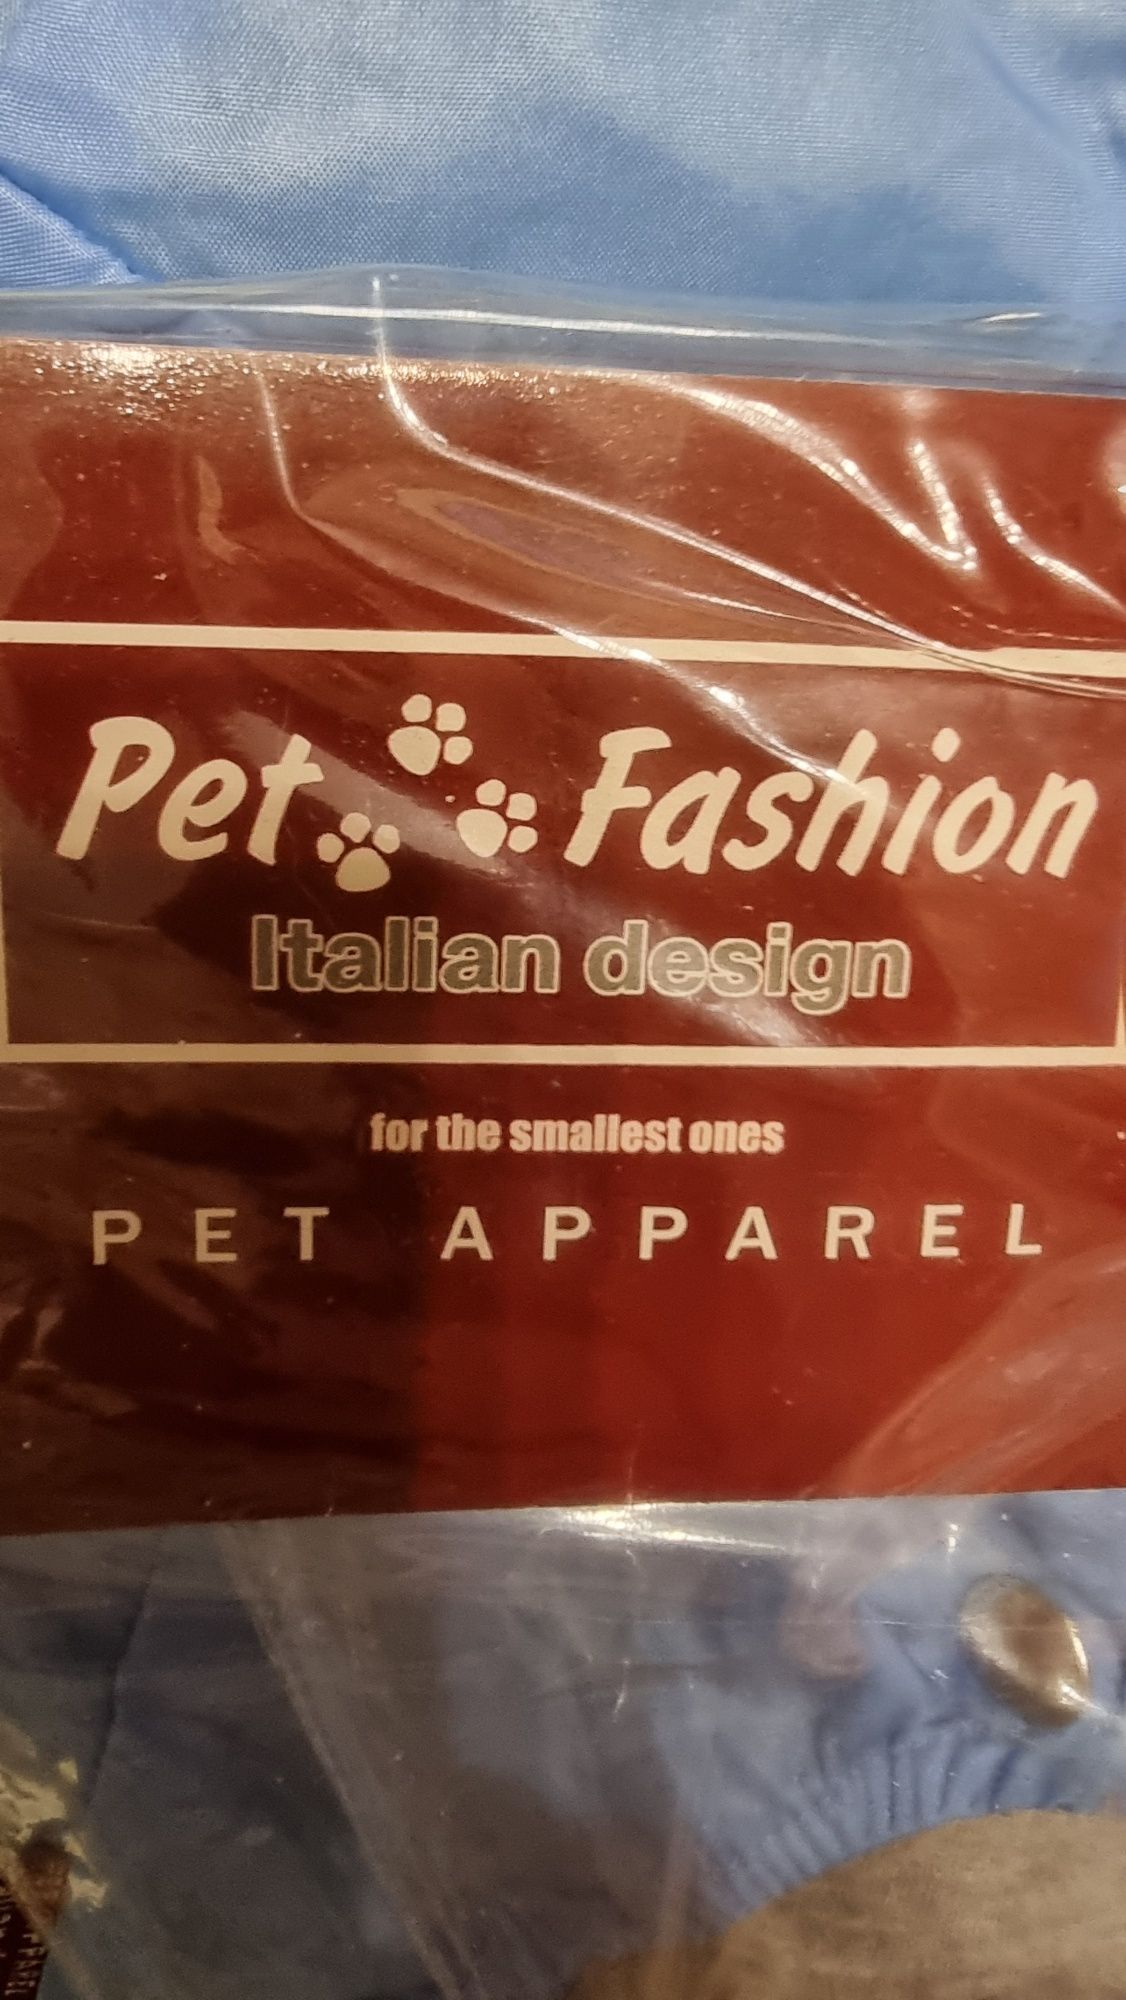 Pet Fashion
Italian design
for the smallest ones
PET APPAREL